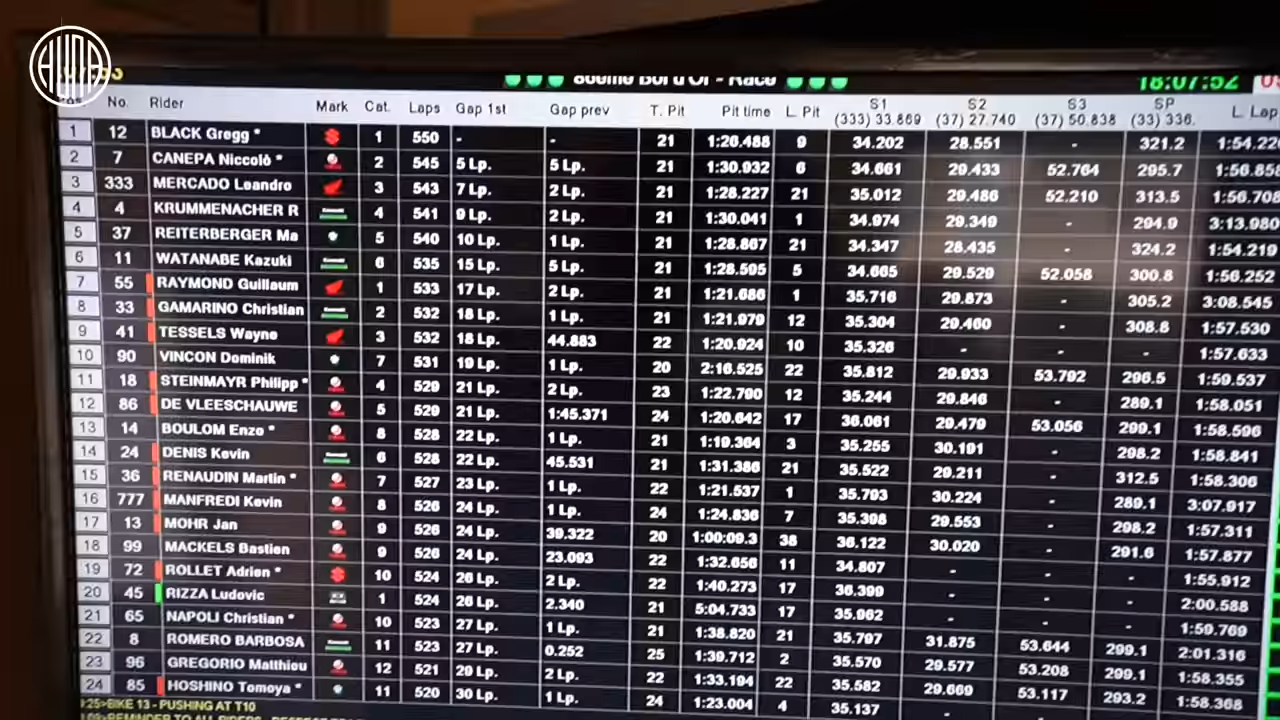 AUNA
80ème Bol d'Or - Race 18:07:52
Pos No. Rider Mark Cat. Laps Gap 1st Gap prev T. Pit Pit time L. Pit S1 S2 S3 SP L. Lap
(333) 33.869 (37) 27.740 (37) 50.838 (33) 336.
1 12 BLACK Gregg * 1 550 - - 21 1:26.488 9 34.202 28.551 - 321.2 1:54.22
2 7 CANEPA Niccolò * 2 545 5 Lp. 5 Lp. 21 1:30.932 6 34.661 29.433 52.764 295.7 1:56.858
3 333 MERCADO Leandro 3 543 7 Lp. 2 Lp. 21 1:28.227 21 35.012 29.486 52.210 313.5 1:56.708
4 4 KRUMMENACHER R 4 541 9 Lp. 2 Lp. 21 1:30.041 1 34.974 29.349 - 294.9 3:13.980
5 37 REITERBERGER Ma 5 540 10 Lp. 1 Lp. 21 1:28.867 21 34.347 28.435 - 324.2 1:54.219
6 11 WATANABE Kazuki 6 535 15 Lp. 5 Lp. 21 1:28.595 5 34.665 29.529 52.058 300.8 1:56.252
7 55 RAYMOND Guillaum 1 533 17 Lp. 2 Lp. 21 1:21.686 1 35.716 29.873 - 305.2 3:08.545
8 33 GAMARINO Christian 2 532 18 Lp. 1 Lp. 21 1:21.979 12 35.304 29.460 - 308.6 1:57.530
9 41 TESSELS Wayne 3 532 18 Lp. 44.883 22 1:20.924 10 35.326 - - - 1:57.633
10 90 VINCON Dominik 7 531 19 Lp. 1 Lp. 20 2:16.525 22 35.812 29.933 53.792 296.5 1:59.537
11 18 STEINMAYR Philipp * 4 529 21 Lp. 2 Lp. 23 1:22.790 12 35.244 29.846 - 289.1 1:58.051
12 86 DE VLEESCHAUWE 5 529 21 Lp. 1:45.371 24 1:20.642 17 36.061 29.479 53.056 299.1 1:58.596
13 14 BOULOM Enzo * 8 528 22 Lp. 1 Lp. 21 1:19.364 3 35.255 30.191 - 298.2 1:58.841
14 24 DENIS Kevin 6 528 22 Lp. 45.531 21 1:31.386 21 35.522 29.211 - 312.5 1:58.306
15 36 RENAUDIN Martin * 7 527 23 Lp. 1 Lp. 22 1:21.537 1 35.793 30.224 - 289.1 3:07.917
16 777 MANFREDI Kevin 8 526 24 Lp. 1 Lp. 24 1:24.836 7 35.398 29.553 - 298.2 1:57.311
17 13 MOHR Jan 9 526 24 Lp. 39.322 20 1:00:09.3 38 36.122 30.020 - 291.6 1:57.877
18 99 MACKELS Bastien 9 526 24 Lp. 23.093 22 1:32.656 11 34.807 - - - 1:55.912
19 72 ROLLET Adrien * 10 524 26 Lp. 2 Lp. 22 1:40.273 17 36.399 - - - 2:00.588
20 45 RIZZA Ludovic 1 524 26 Lp. 2.340 21 5:04.733 17 35.962 - - - 1:59.769
21 65 NAPOLI Christian * 10 523 27 Lp. 1 Lp. 21 1:38.820 21 35.797 31.875 53.644 299.1 2:01.316
22 8 ROMERO BARBOSA 11 523 27 Lp. 0.252 25 1:39.712 2 35.570 29.577 53.208 299.1 1:58.355
23 96 GREGORIO Matthieu 12 521 29 Lp. 2 Lp. 22 1:33.194 22 35.582 29.669 53.117 293.2 1:58.368
24 85 HOSHINO Tomoya * 11 520 30 Lp. 1 Lp. 24 1:23.004 4 35.137 -
:25>BIKE 13 - PUSHING AT T10
REMINDER TO ALL RIDERS